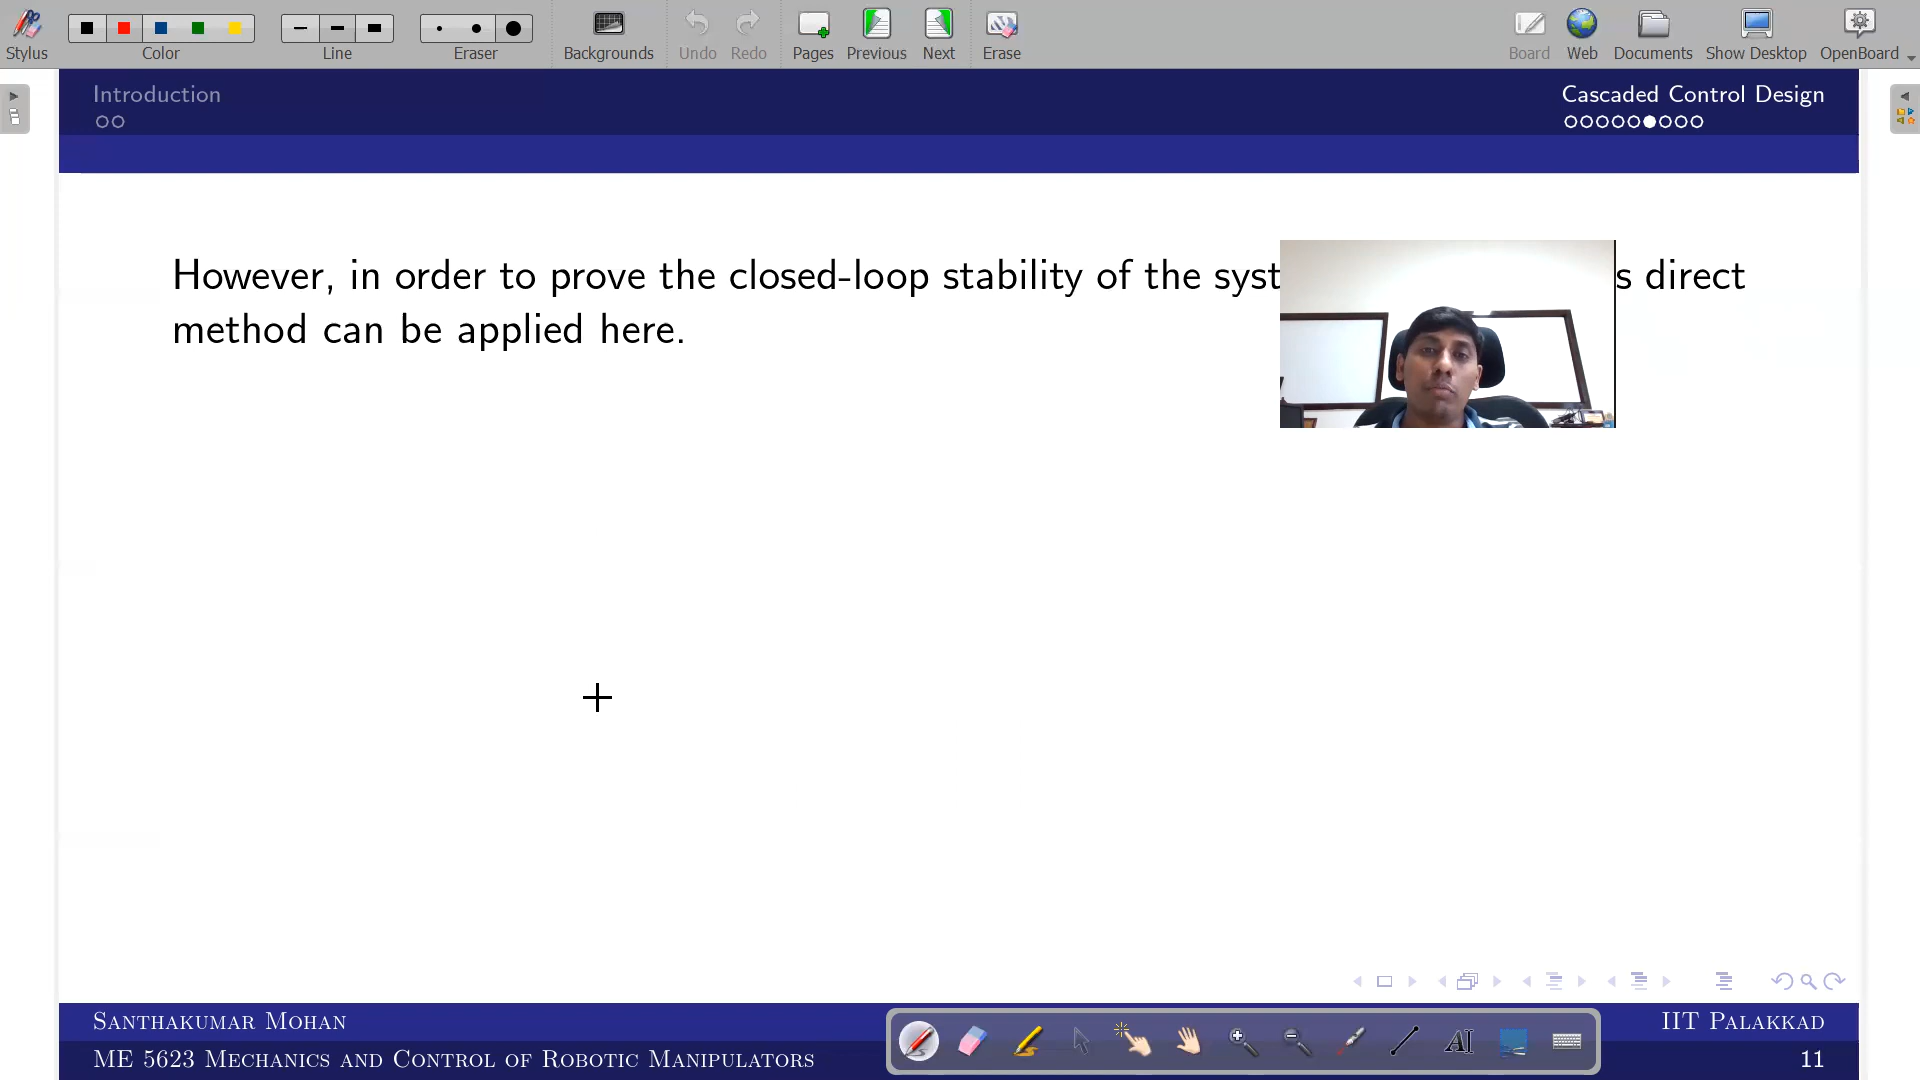 Stylus
Color
Line
Eraser
Backgrounds
Undo
Redo
Pages
Previous
Next
Erase
Board
Web
Documents
Show Desktop
OpenBoard
Introduction
Cascaded Control Design
However, in order to prove the closed-loop stability of the syst s direct
method can be applied here.
Santhakumar Mohan
IIT Palakkad
ME 5623 Mechanics and Control of Robotic Manipulators
11
AI